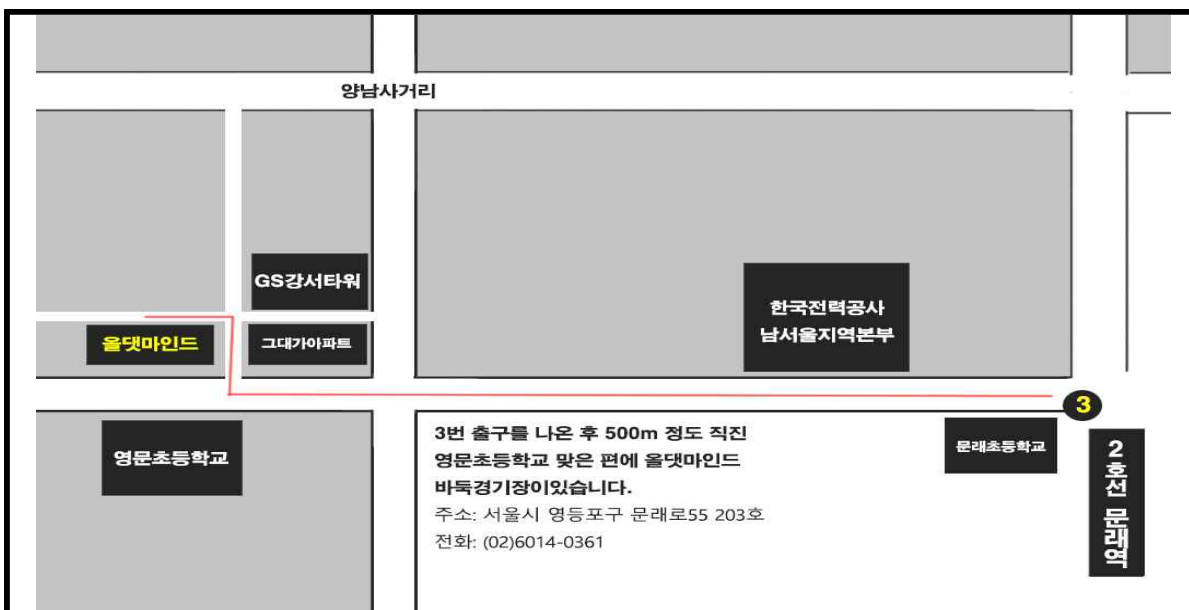 양남사거리
GS강서타워
한국전력공사
남서울지역본부
올댓마인드
그대가아파트
3
3번 출구를 나온 후 500m 정도 직진
영문초등학교 맞은 편에 올댓마인드
바둑경기장이있습니다.
주소: 서울시 영등포구 문래로55 203호
전화: (02)6014-0361
영문초등학교
문래초등학교
2호선 문래역